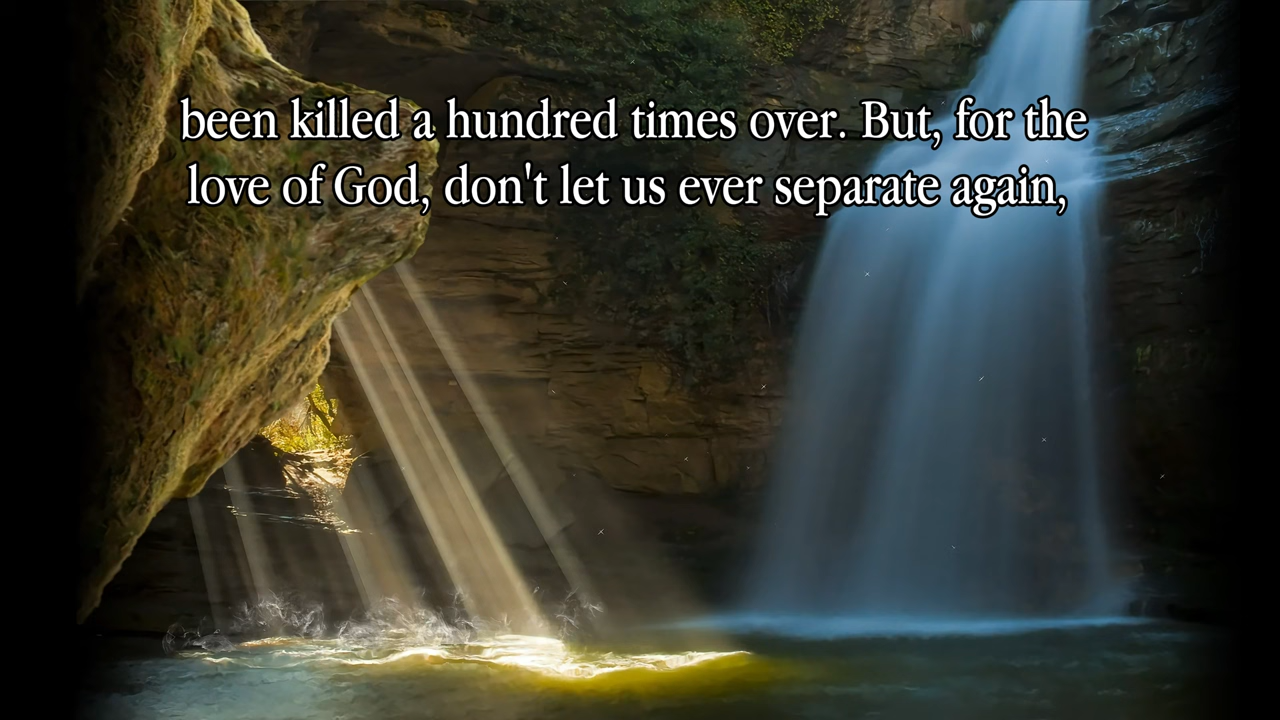 been killed a hundred times over. But, for the
love of God, don't let us ever separate again,